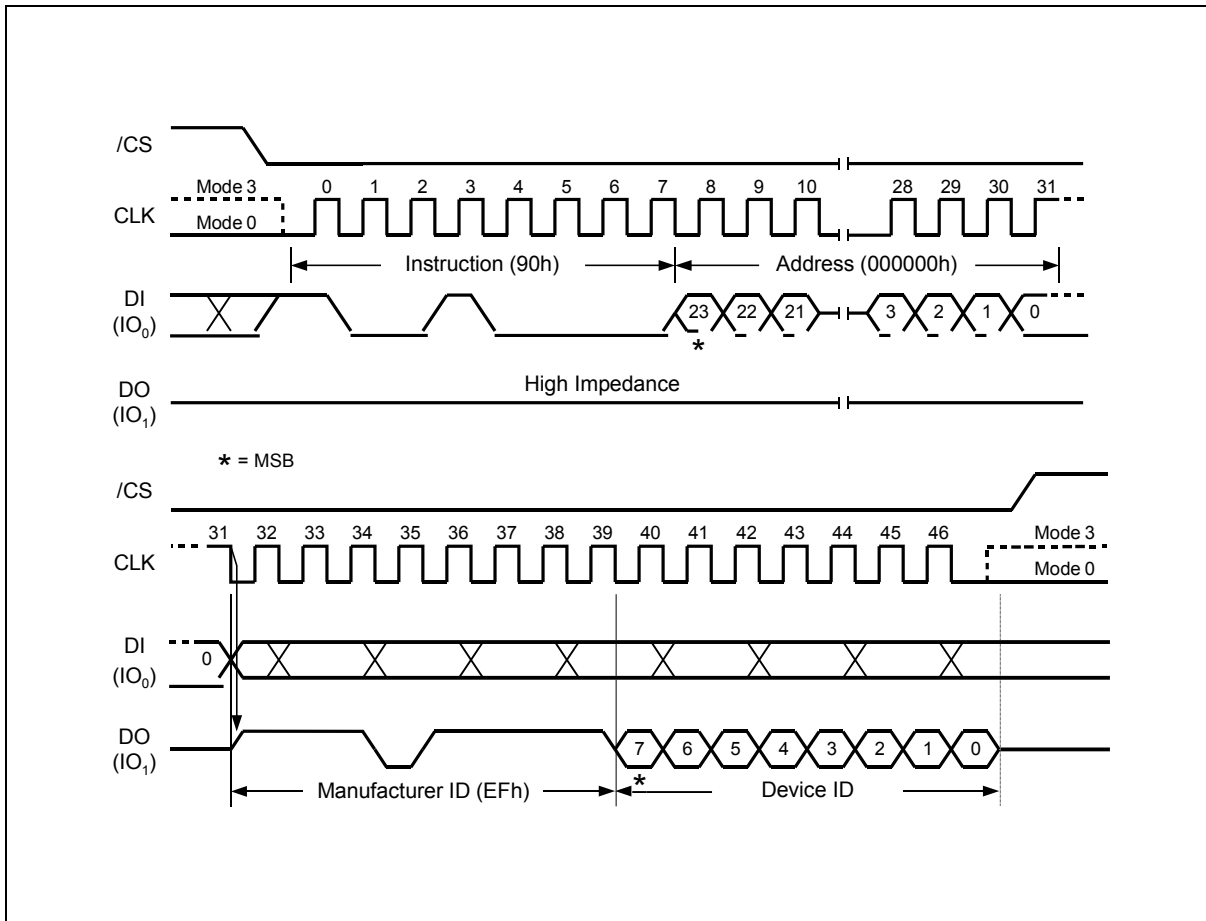 /CS
Mode 3
0 1 2 3 4 5 6 7 8 9 10 28 29 30 31
CLK
Mode 0
Instruction (90h) Address (000000h)
DI
(IO0)
23 22 21 3 2 1 0
*
High Impedance
DO
(IO1)
* = MSB
/CS
31 32 33 34 35 36 37 38 39 40 41 42 43 44 45 46
Mode 3
CLK
Mode 0
DI
(IO0)
0
DO
(IO1)
7 6 5 4 3 2 1 0
*
Manufacturer ID (EFh) Device ID